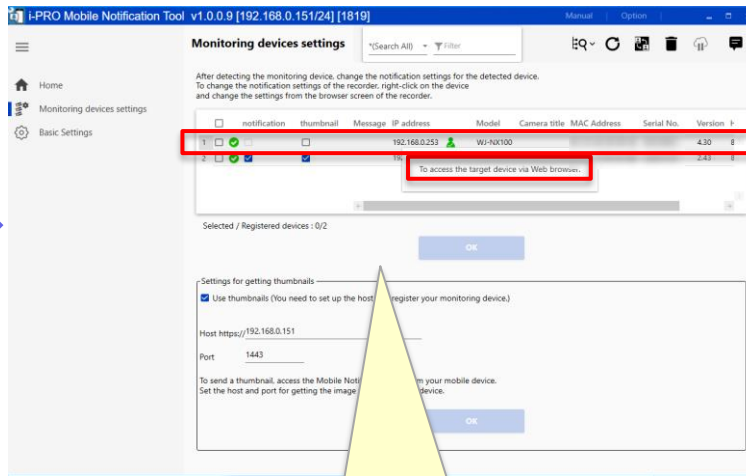 i-PRO Mobile Notification Tool v1.0.0.9 [192.168.0.151/24] [1819]
Manual | Option |
Monitoring devices settings
*(Search All)
Filter
Home
Monitoring devices settings
Basic Settings
After detecting the monitoring device, change the notification settings for the detected device.
To change the notification settings of the recorder, right-click on the device
and change the settings from the browser screen of the recorder.
notification thumbnail Message IP address Model Camera title MAC Address Serial No. Version H
1 192.168.0.253 WJ-NX100 4.30 8
2 192 2.43 8
To access the target device via Web browser.
Selected / Registered devices : 0/2
OK
Settings for getting thumbnails
Use thumbnails (You need to set up the host register your monitoring device.)
Host https:// 192.168.0.151
Port 1443
To send a thumbnail, access the Mobile Noti m your mobile device.
Set the host and port for getting the image device.
OK